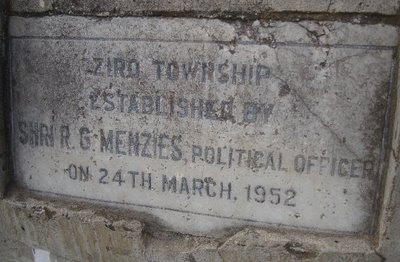 ZIRO TOWNSHIP
ESTABLISHED BY
SHRI R. G. MENZIES, POLITICAL OFFICER
ON 24TH MARCH, 1952